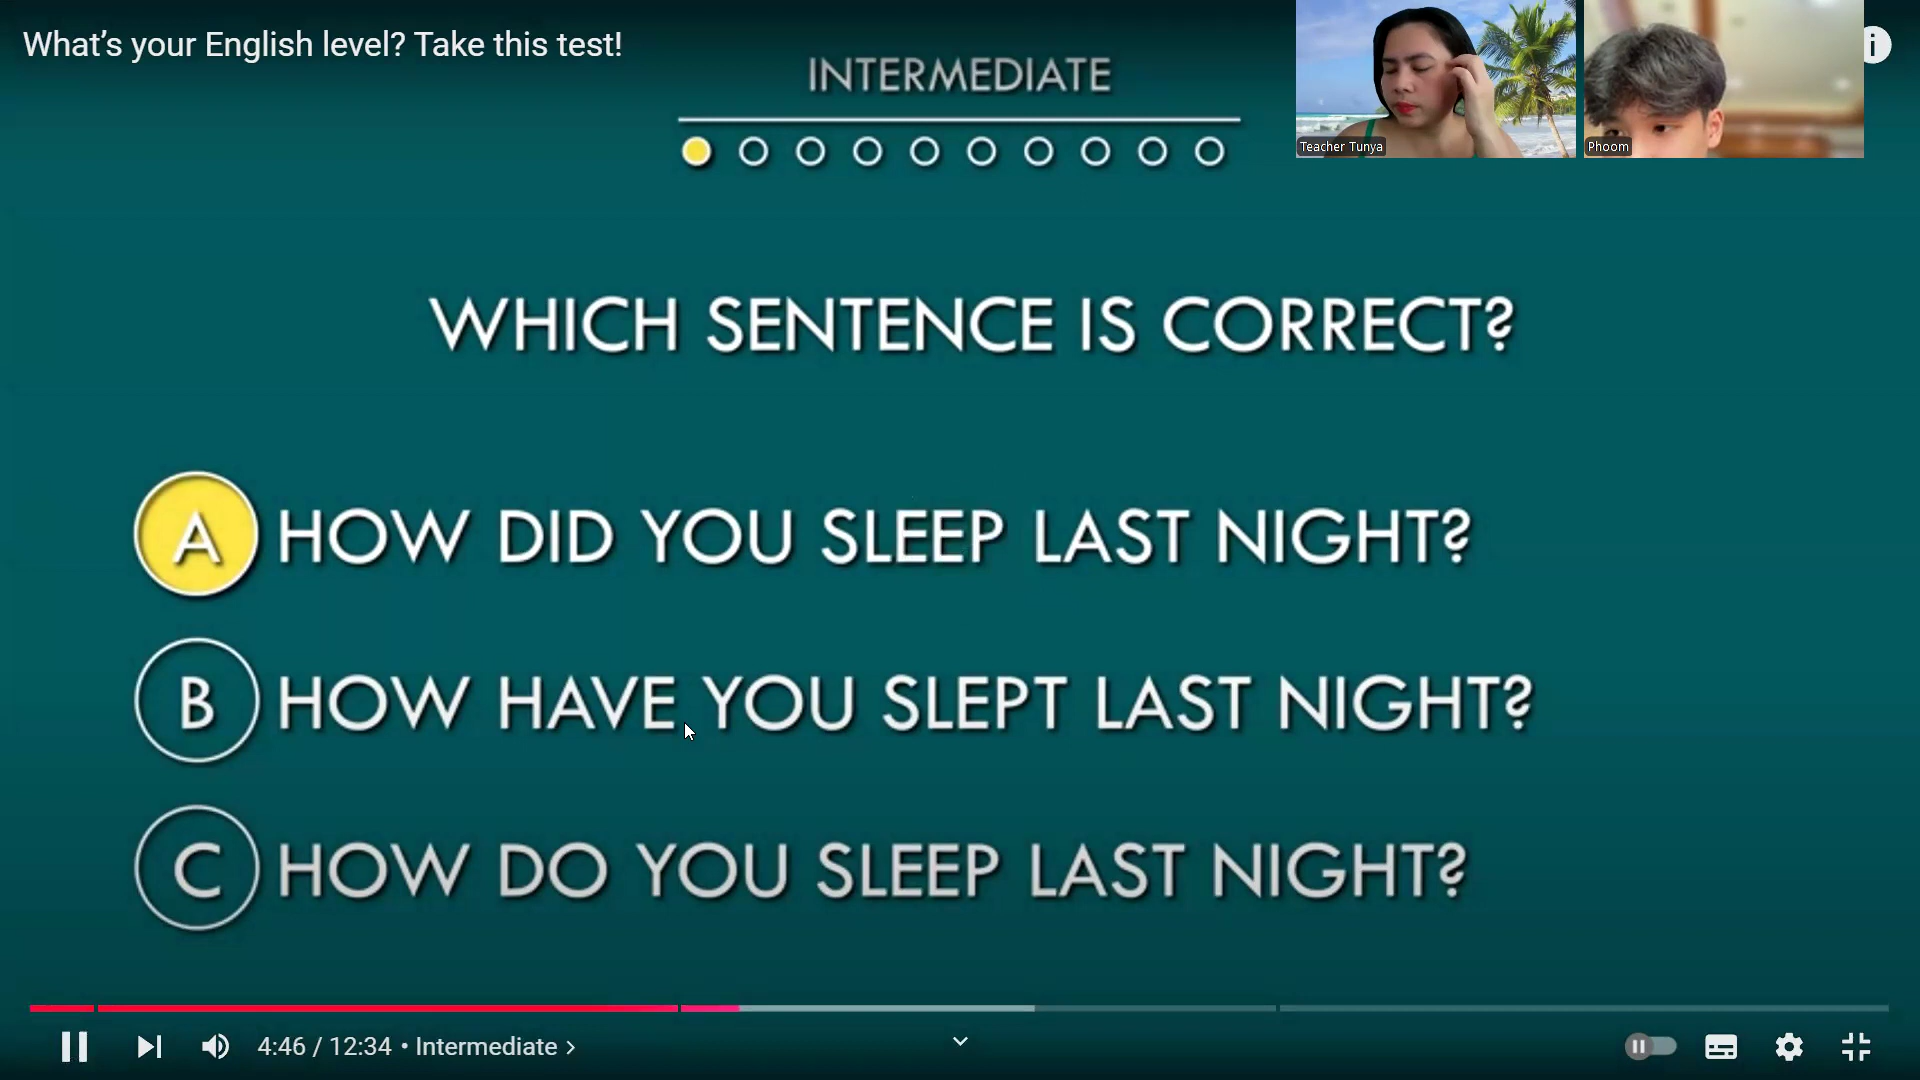 What's your English level? Take this test!
INTERMEDIATE
Teacher Tunya
Phoom
WHICH SENTENCE IS CORRECT?
A HOW DID YOU SLEEP LAST NIGHT?
B HOW HAVE YOU SLEPT LAST NIGHT?
C HOW DO YOU SLEEP LAST NIGHT?
4:46 / 12:34 • Intermediate